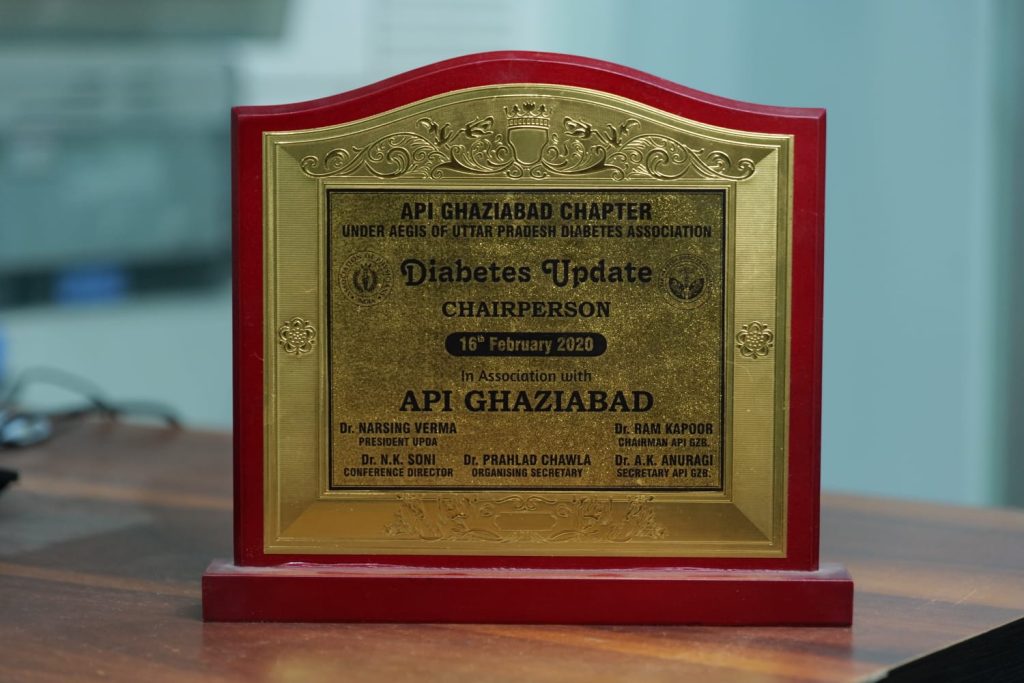 API GHAZIABAD CHAPTER
UNDER AEGIS OF UTTAR PRADESH DIABETES ASSOCIATION
Diabetes Update
CHAIRPERSON
16th February 2020
In Association with
API GHAZIABAD
Dr. NARSING VERMA Dr. RAM KAPOOR
PRESIDENT UPDA CHAIRMAN API GZB.
Dr. N.K. SONI Dr. PRAHLAD CHAWLA Dr. A.K. ANURAGI
CONFERENCE DIRECTOR ORGANISING SECRETARY SECRETARY API GZB.